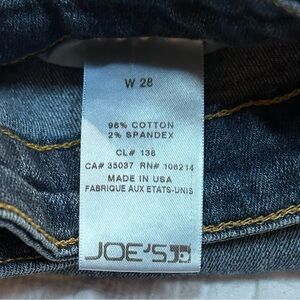 W 28
98% COTTON
2% SPANDEX
CL# 138
CA# 35037 RN# 108214
MADE IN USA
FABRIQUE AUX ETATS-UNIS
JOE'S